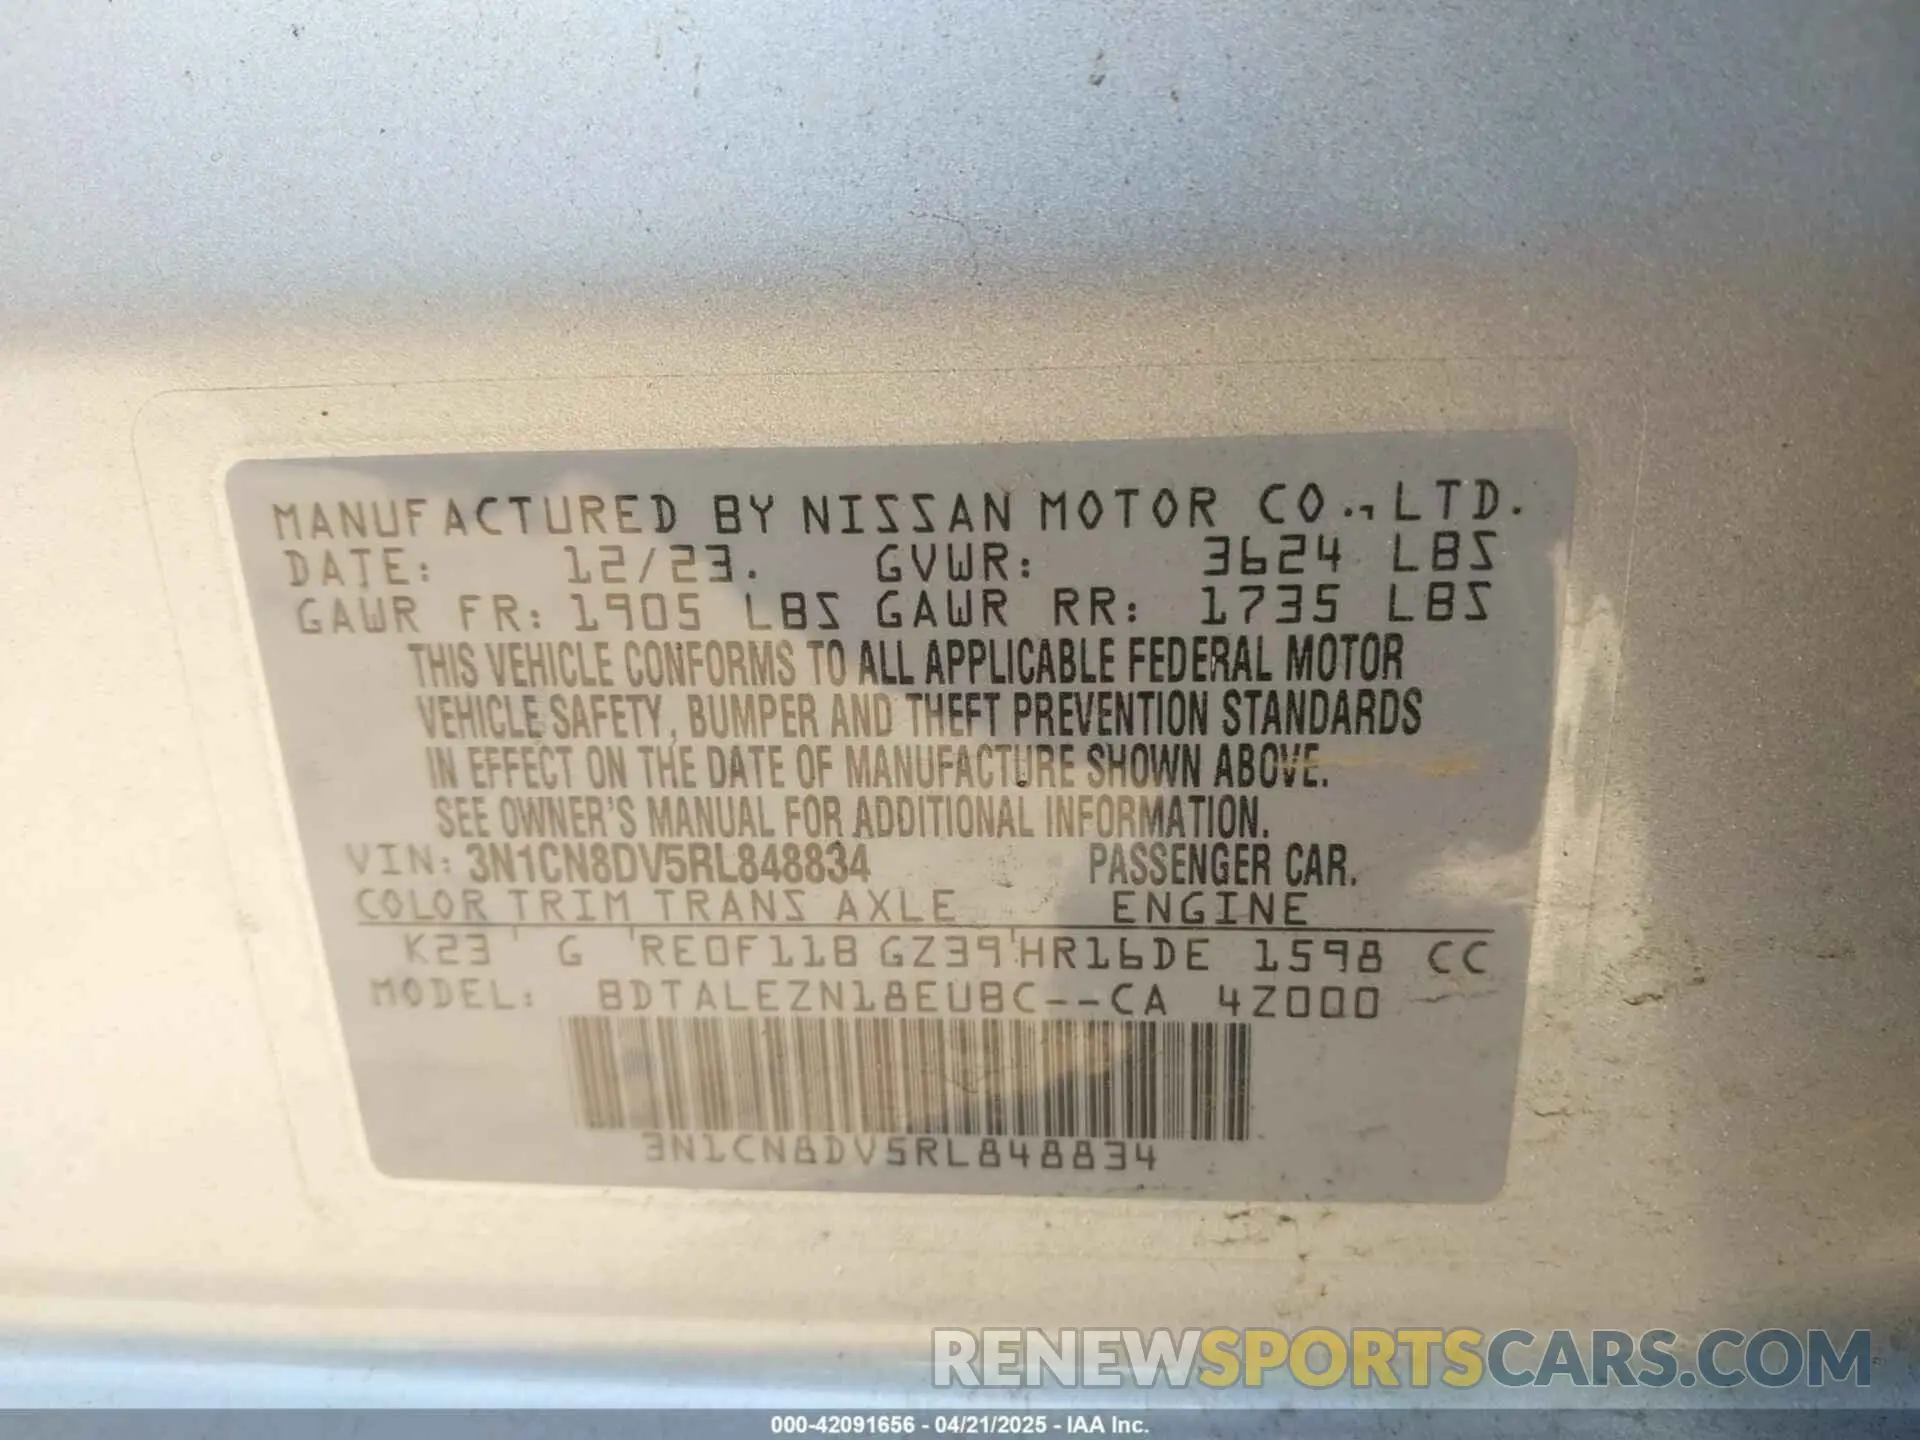 MANUFACTURED BY NISSAN MOTOR CO., LTD.
DATE: 12/23. GVWR: 3624 LBS
GAWR FR: 1905 LBS GAWR RR: 1735 LBS
THIS VEHICLE CONFORMS TO ALL APPLICABLE FEDERAL MOTOR
VEHICLE SAFETY, BUMPER AND THEFT PREVENTION STANDARDS
IN EFFECT ON THE DATE OF MANUFACTURE SHOWN ABOVE.
SEE OWNER'S MANUAL FOR ADDITIONAL INFORMATION.
VIN: 3N1CN8DV5RL848834 PASSENGER CAR.
COLOR TRIM TRANS AXLE ENGINE
K23 G RE0F11B GZ39 HR16DE 1598 CC
MODEL: BDTALEZN18EUBC--CA 4Z000
3N1CN8DV5RL848834
RENEWSPORTSCARS.COM
000-42091656 - 04/21/2025 - IAA Inc.